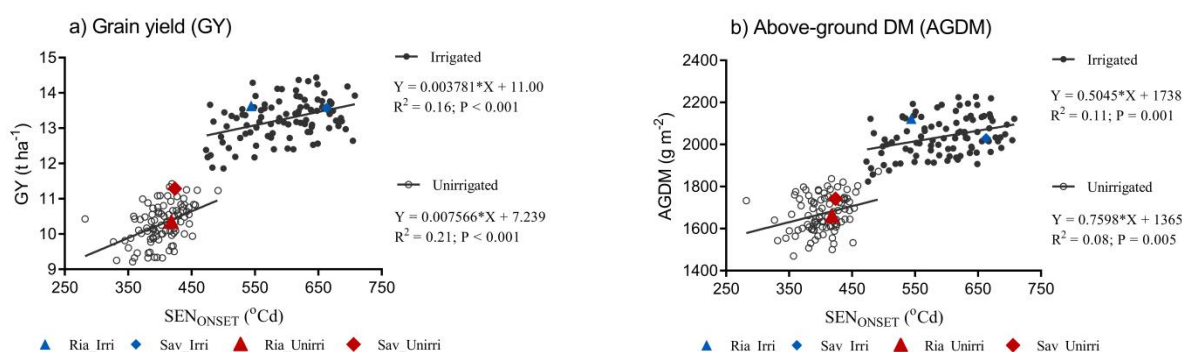 a) Grain yield (GY)
15
14
13
12
11
10
9
GY (t ha⁻¹)
250 350 450 550 650 750
SEN_ONSET (°Cd)
Irrigated
Y = 0.003781*X + 11.00
R² = 0.16; P < 0.001
Unirrigated
Y = 0.007566*X + 7.239
R² = 0.21; P < 0.001
Ria_Irri Sav_Irri Ria_Unirri Sav_Unirri
b) Above-ground DM (AGDM)
2400
2200
2000
1800
1600
1400
AGDM (g m⁻²)
250 350 450 550 650 750
SEN_ONSET (°Cd)
Irrigated
Y = 0.5045*X + 1738
R² = 0.11; P = 0.001
Unirrigated
Y = 0.7598*X + 1365
R² = 0.08; P = 0.005
Ria_Irri Sav_Irri Ria_Unirri Sav_Unirri